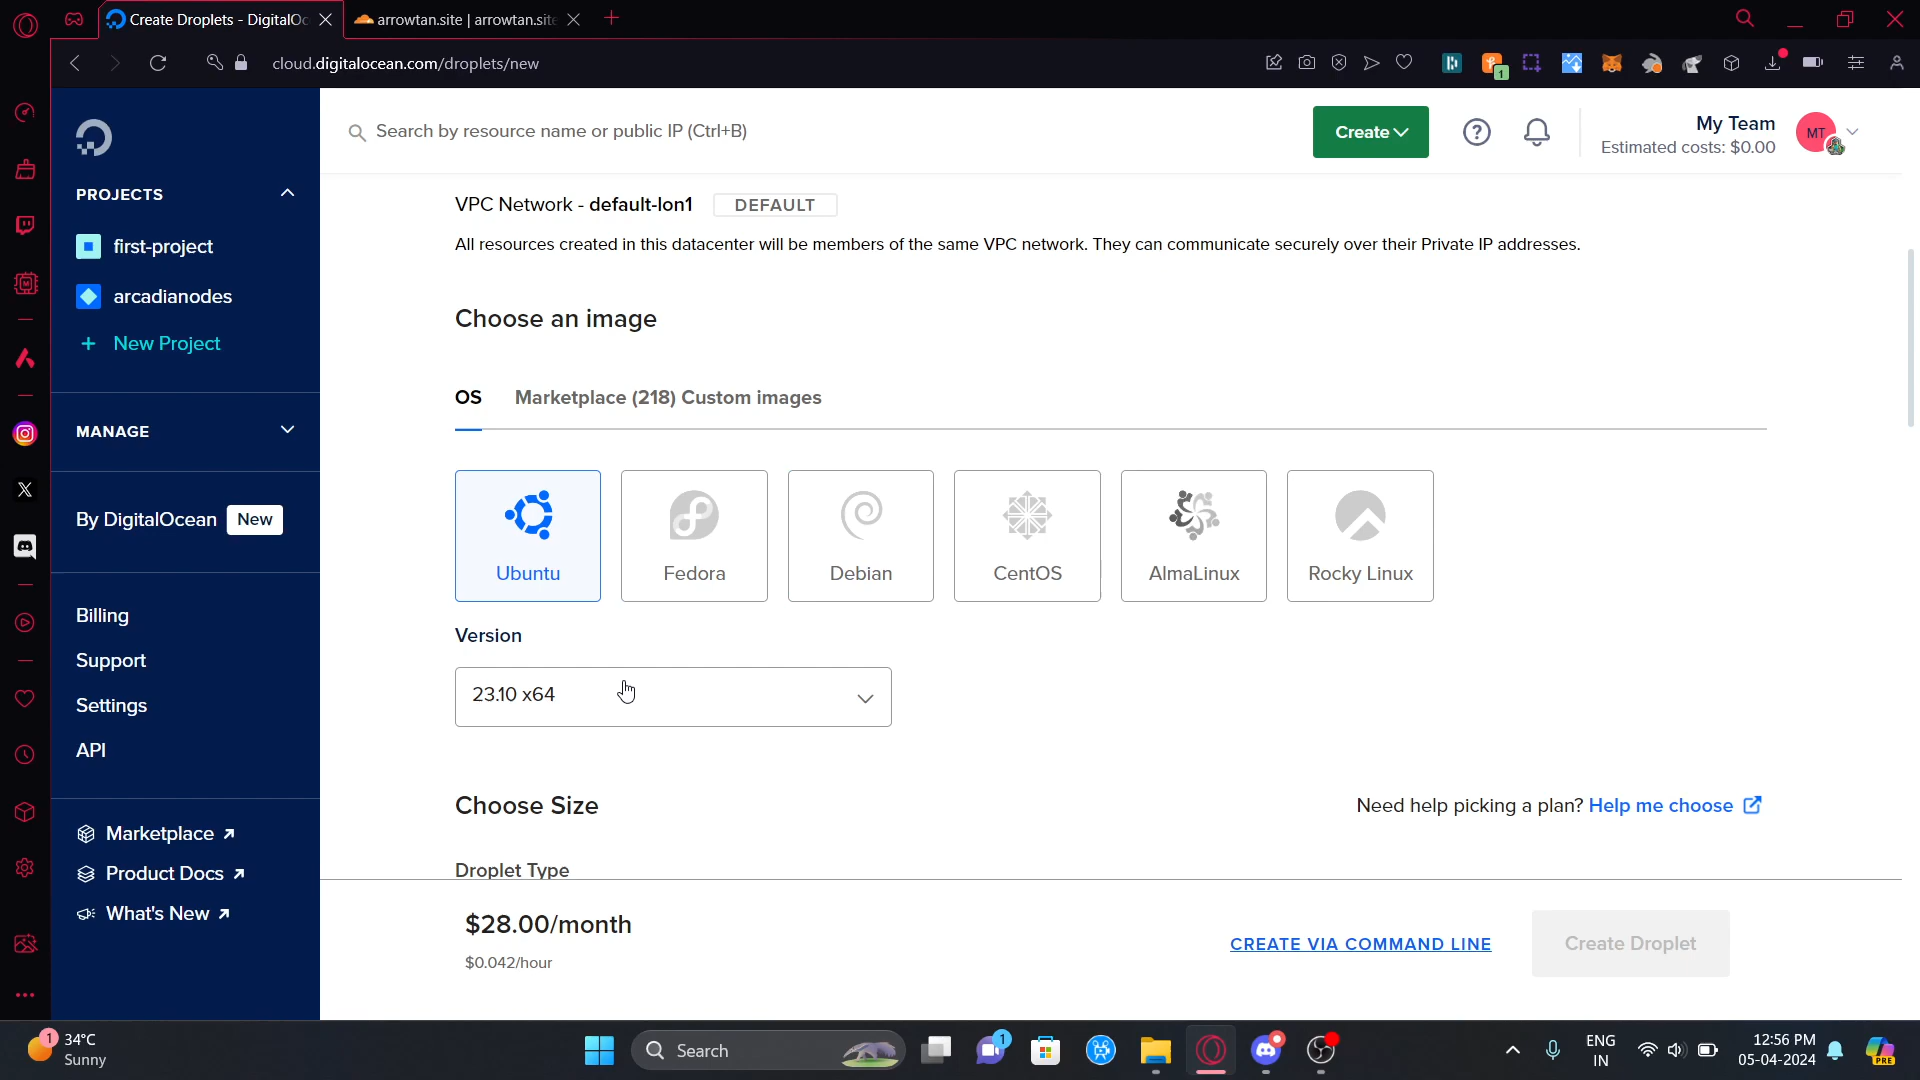 Create Droplets - DigitalOc
arrowtan.site | arrowtan.site
cloud.digitalocean.com/droplets/new
1
Search by resource name or public IP (Ctrl+B)
Create
My Team
Estimated costs: $0.00
MT
PROJECTS
first-project
arcadianodes
+ New Project
MANAGE
By DigitalOcean New
Billing
Support
Settings
API
Marketplace
Product Docs
What's New
VPC Network - default-lon1 DEFAULT
All resources created in this datacenter will be members of the same VPC network. They can communicate securely over their Private IP addresses.
Choose an image
OS Marketplace (218) Custom images
Ubuntu
Fedora
Debian
CentOS
AlmaLinux
Rocky Linux
Version
23.10 x64
Choose Size
Need help picking a plan? Help me choose
Droplet Type
$28.00/month
$0.042/hour
CREATE VIA COMMAND LINE
Create Droplet
1
34°C
Sunny
Search
1
ENG
IN
12:56 PM
05-04-2024
PRE